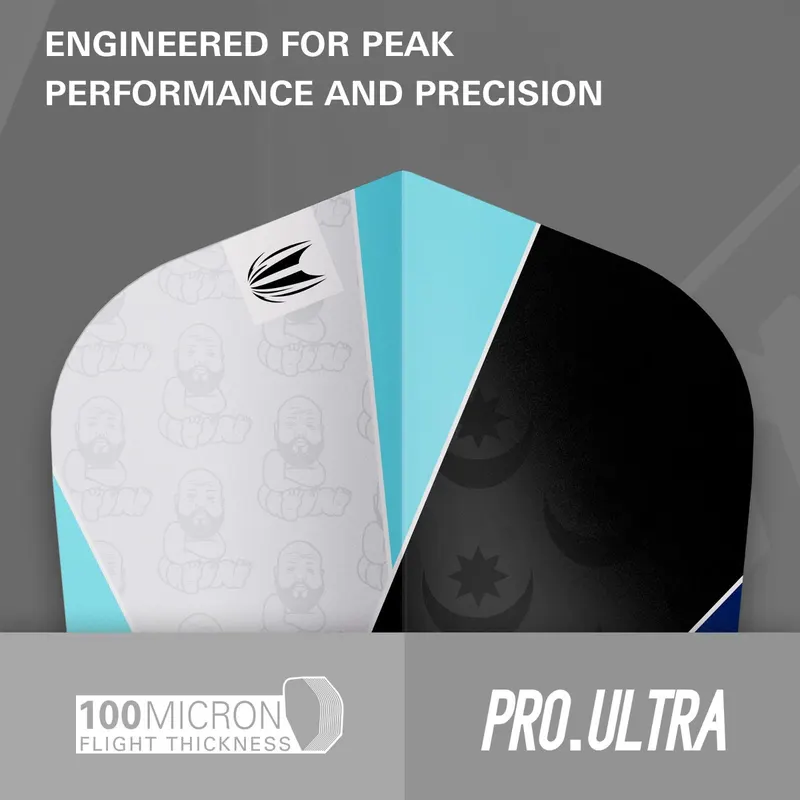 ENGINEERED FOR PEAK
PERFORMANCE AND PRECISION
100MICRON
FLIGHT THICKNESS
PRO.ULTRA